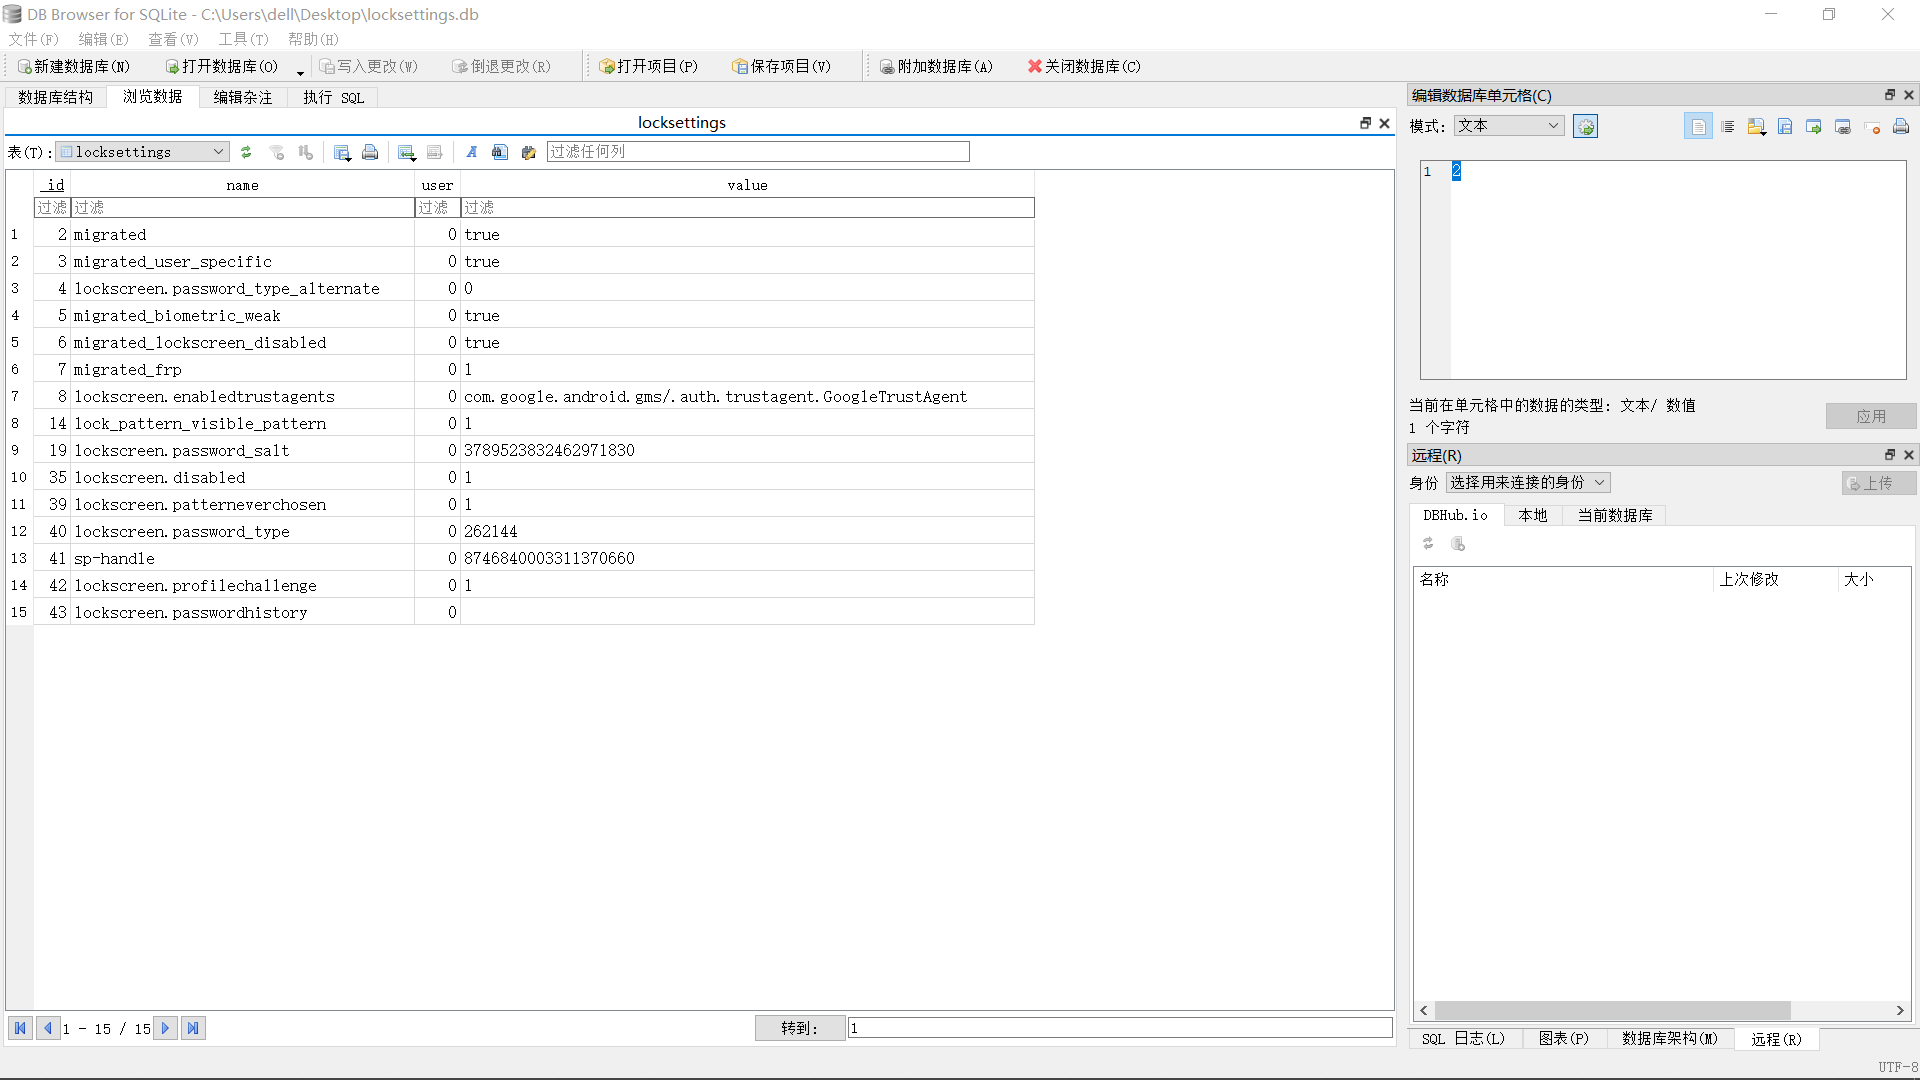 DB Browser for SQLite - C:\Users\dell\Desktop\locksettings.db
文件(F) 编辑(E) 查看(V) 工具(T) 帮助(H)
新建数据库(N) 打开数据库(O) 写入更改(W) 倒退更改(R) 打开项目(P) 保存项目(V) 附加数据库(A) 关闭数据库(C)
数据库结构 浏览数据 编辑杂注 执行 SQL
locksettings
表(T): locksettings 过滤任何列
_id name user value
过滤 过滤 过滤 过滤
1 2 migrated 0 true
2 3 migrated_user_specific 0 true
3 4 lockscreen.password_type_alternate 0 0
4 5 migrated_biometric_weak 0 true
5 6 migrated_lockscreen_disabled 0 true
6 7 migrated_frp 0 1
7 8 lockscreen.enabledtrustagents 0 com.google.android.gms/.auth.trustagent.GoogleTrustAgent
8 14 lock_pattern_visible_pattern 0 1
9 19 lockscreen.password_salt 0 3789523832462971830
10 35 lockscreen.disabled 0 1
11 39 lockscreen.patterneverchosen 0 1
12 40 lockscreen.password_type 0 262144
13 41 sp-handle 0 8746840003311370660
14 42 lockscreen.profilechallenge 0 1
15 43 lockscreen.passwordhistory 0
1 - 15 / 15 转到: 1
编辑数据库单元格(C)
模式: 文本
1 2
当前在单元格中的数据的类型: 文本/ 数值
1 个字符
应用
远程(R)
身份 选择用来连接的身份 上传
DBHub.io 本地 当前数据库
名称 上次修改 大小
SQL 日志(L) 图表(P) 数据库架构(M) 远程(R)
UTF-8